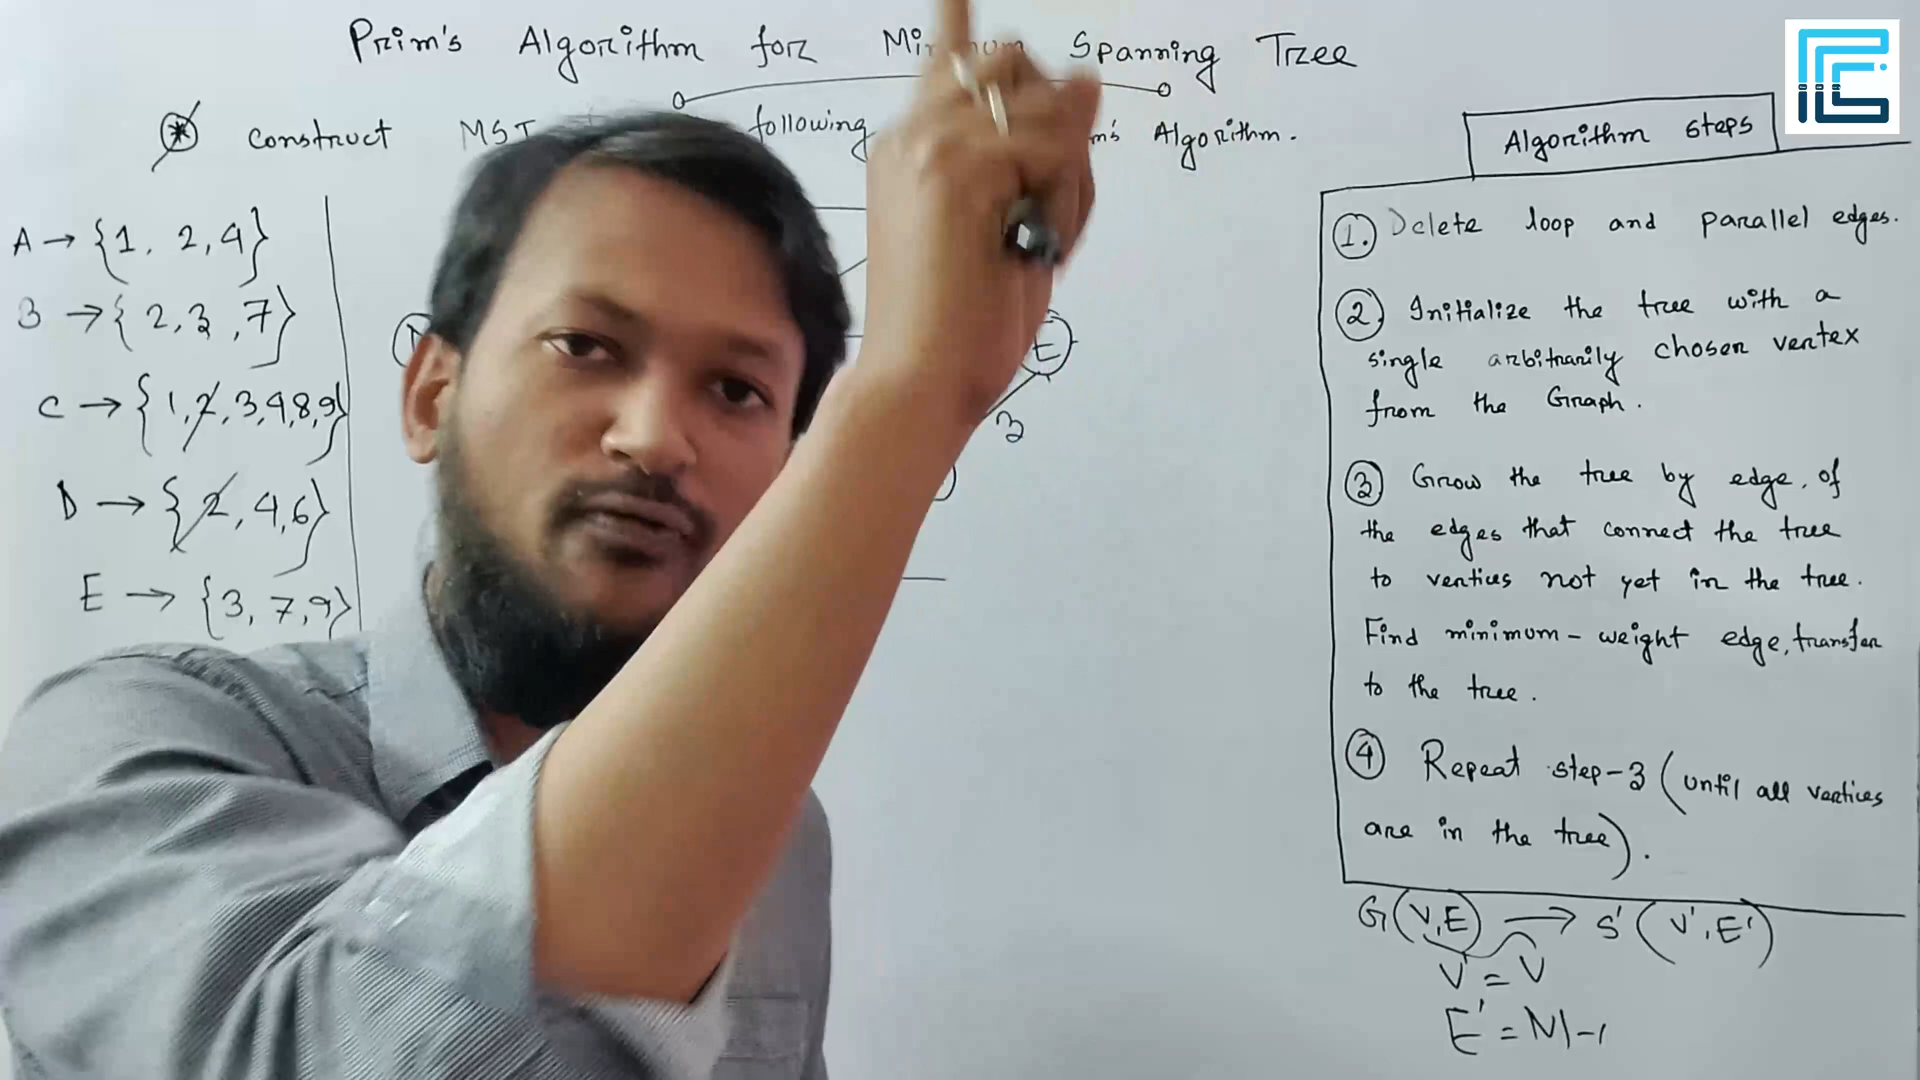 Prim's Algorithm for Spanning Tree
construct MST following Algorithm.
A → {1, 2, 4}
B → {2, 3, 7}
C → {1, 2, 3, 4, 8, 9}
D → {2, 4, 6}
E → {3, 7, 9}
E
3
Algorithm steps
1. Delete loop and parallel edges.
2. Initialize the tree with a
single arbitrarily chosen vertex
from the Graph.
3 Grow the tree by edge, of
the edges that connect the tree
to vertices not yet in the tree.
Find minimum-weight edge, transfer
to the tree.
4 Repeat step-3 (until all vertices
are in the tree).
G(V,E) → S'(V',E')
V' = V
E' = |V|-1